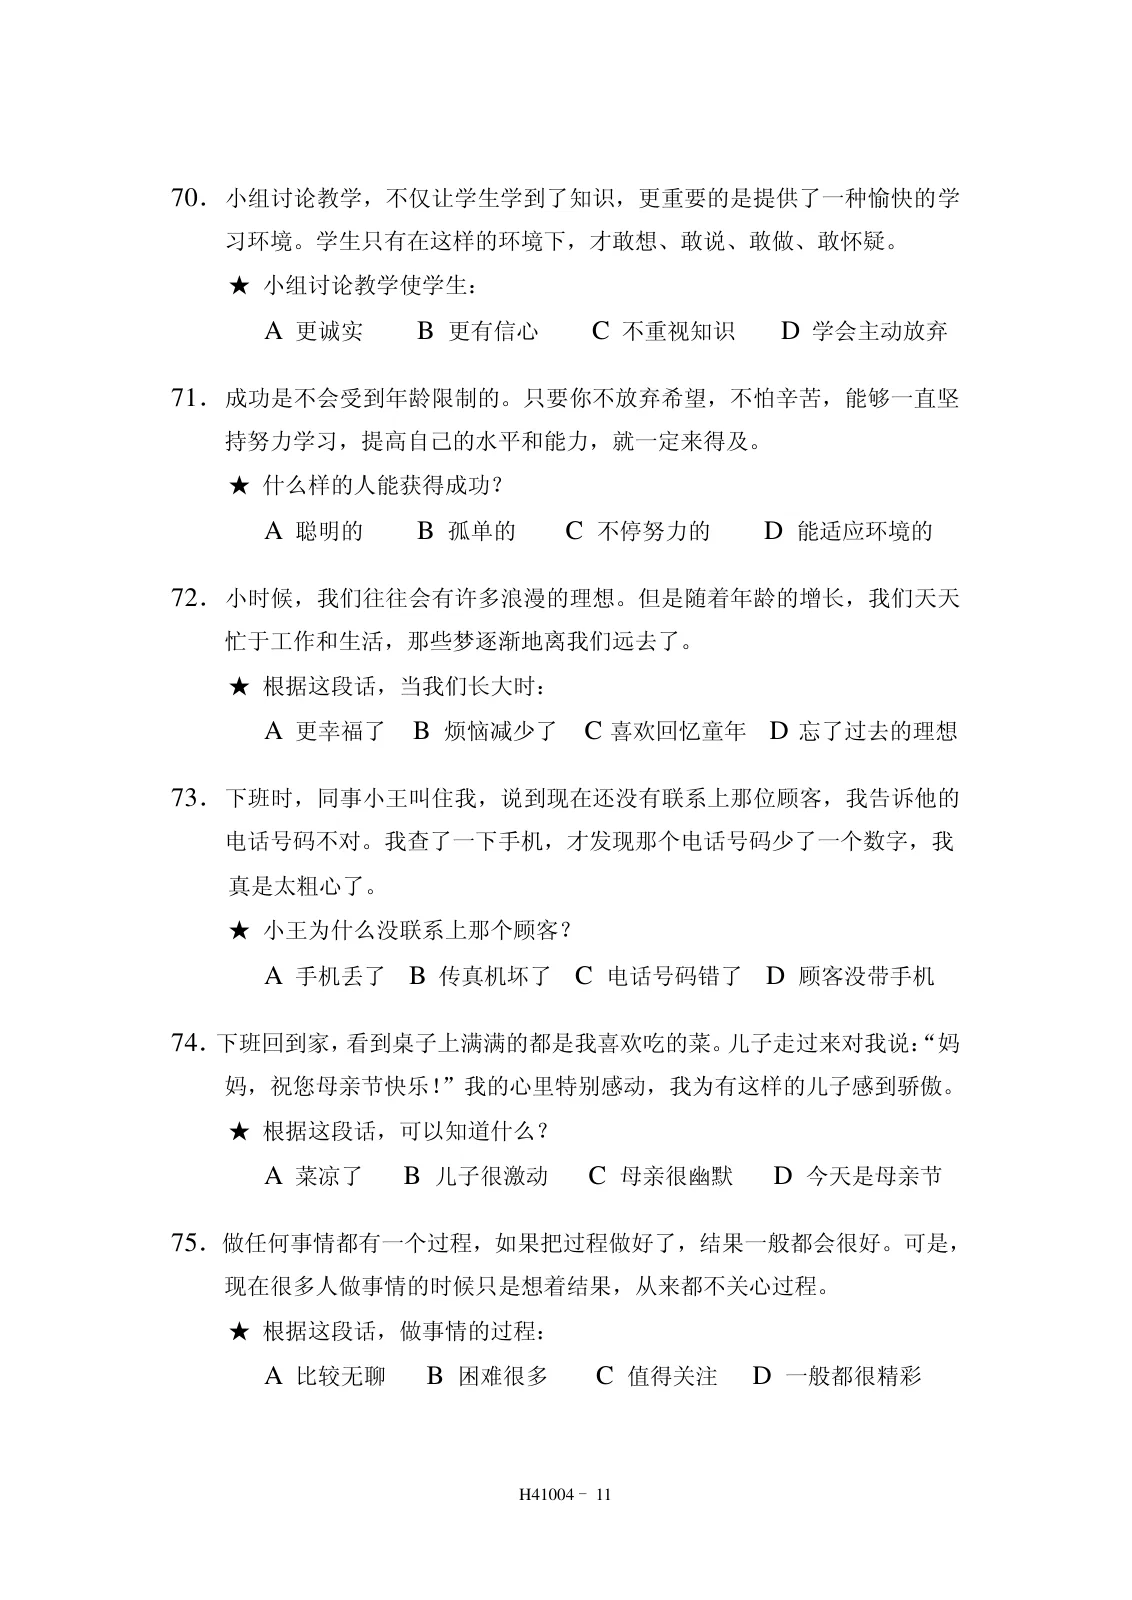 70．小组讨论教学，不仅让学生学到了知识，更重要的是提供了一种愉快的学
习环境。学生只有在这样的环境下，才敢想、敢说、敢做、敢怀疑。
★ 小组讨论教学使学生：
A 更诚实 B 更有信心 C 不重视知识 D 学会主动放弃
71．成功是不会受到年龄限制的。只要你不放弃希望，不怕辛苦，能够一直坚
持努力学习，提高自己的水平和能力，就一定来得及。
★ 什么样的人能获得成功？
A 聪明的 B 孤单的 C 不停努力的 D 能适应环境的
72．小时候，我们往往会有许多浪漫的理想。但是随着年龄的增长，我们天天
忙于工作和生活，那些梦逐渐地离我们远去了。
★ 根据这段话，当我们长大时：
A 更幸福了 B 烦恼减少了 C 喜欢回忆童年 D 忘了过去的理想
73．下班时，同事小王叫住我，说到现在还没有联系上那位顾客，我告诉他的
电话号码不对。我查了一下手机，才发现那个电话号码少了一个数字，我
真是太粗心了。
★ 小王为什么没联系上那个顾客？
A 手机丢了 B 传真机坏了 C 电话号码错了 D 顾客没带手机
74．下班回到家，看到桌子上满满的都是我喜欢吃的菜。儿子走过来对我说：“妈
妈，祝您母亲节快乐！”我的心里特别感动，我为有这样的儿子感到骄傲。
★ 根据这段话，可以知道什么？
A 菜凉了 B 儿子很激动 C 母亲很幽默 D 今天是母亲节
75．做任何事情都有一个过程，如果把过程做好了，结果一般都会很好。可是，
现在很多人做事情的时候只是想着结果，从来都不关心过程。
★ 根据这段话，做事情的过程：
A 比较无聊 B 困难很多 C 值得关注 D 一般都很精彩
H41004－ 11